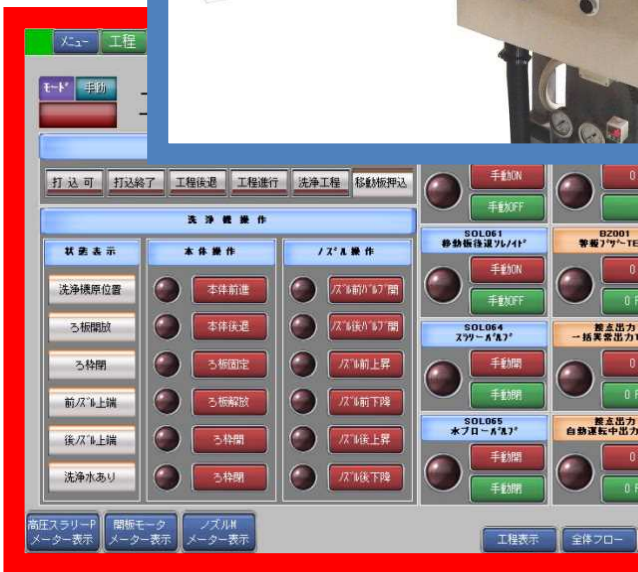 メニュー 工程
モード 手動
打込可 打込終了 工程後退 工程進行 洗浄工程 移動板押込
手動ON
手動OFF
洗浄機操作
状態表示 本体操作 ノズル操作
洗浄機原位置 本体前進 ノズル前バルブ開
ろ板開放 本体後退 ノズル後バルブ開
ろ枠閉 ろ板固定 ノズル前上昇
前ノズル上端 ろ板解放 ノズル前下降
後ノズル上端 ろ枠開 ノズル後上昇
洗浄水あり ろ枠閉 ノズル後下降
SOL061
移動板後退ソレノイド
手動ON
手動OFF
SOL064
スラリーバルブ
手動開
手動閉
SOL065
水ブローバルブ
手動開
手動閉
BZ001
警報ブザーTE
接点出力
一括異常出力T
接点出力
自動運転中出力
高圧スラリーP
メーター表示
開板モータ
メーター表示
ノズルM
メーター表示
工程表示 全体フロー